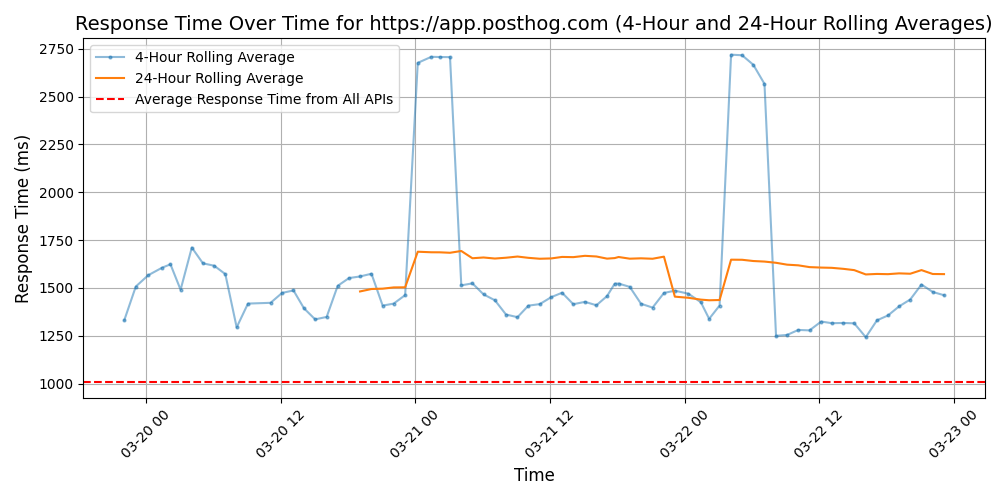 Response Time Over Time for https://app.posthog.com (4-Hour and 24-Hour Rolling Averages)
4-Hour Rolling Average
24-Hour Rolling Average
Average Response Time from All APIs
Response Time (ms)
2750
2500
2250
2000
1750
1500
1250
1000
03-20 00
03-20 12
03-21 00
03-21 12
03-22 00
03-22 12
03-23 00
Time